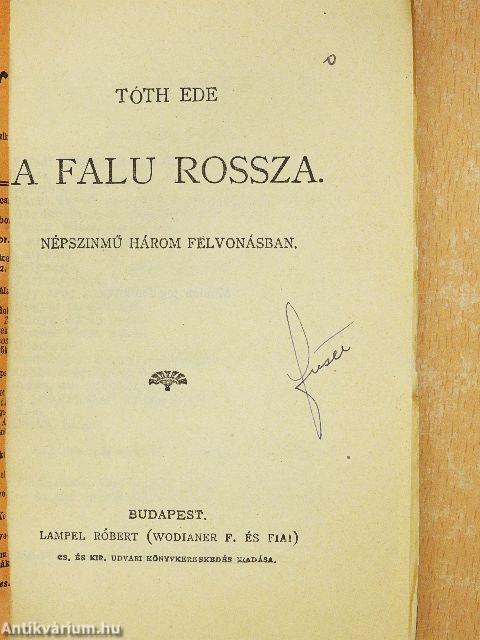 TÓTH EDE
A FALU ROSSZA.
NÉPSZINMŰ HÁROM FELVONÁSBAN.
BUDAPEST.
LAMPEL RÓBERT (WODIANER F. ÉS FIAI)
CS. ÉS KIR. UDVARI KÖNYVKERESKEDÉS KIADÁSA.
Antikvárium.hu